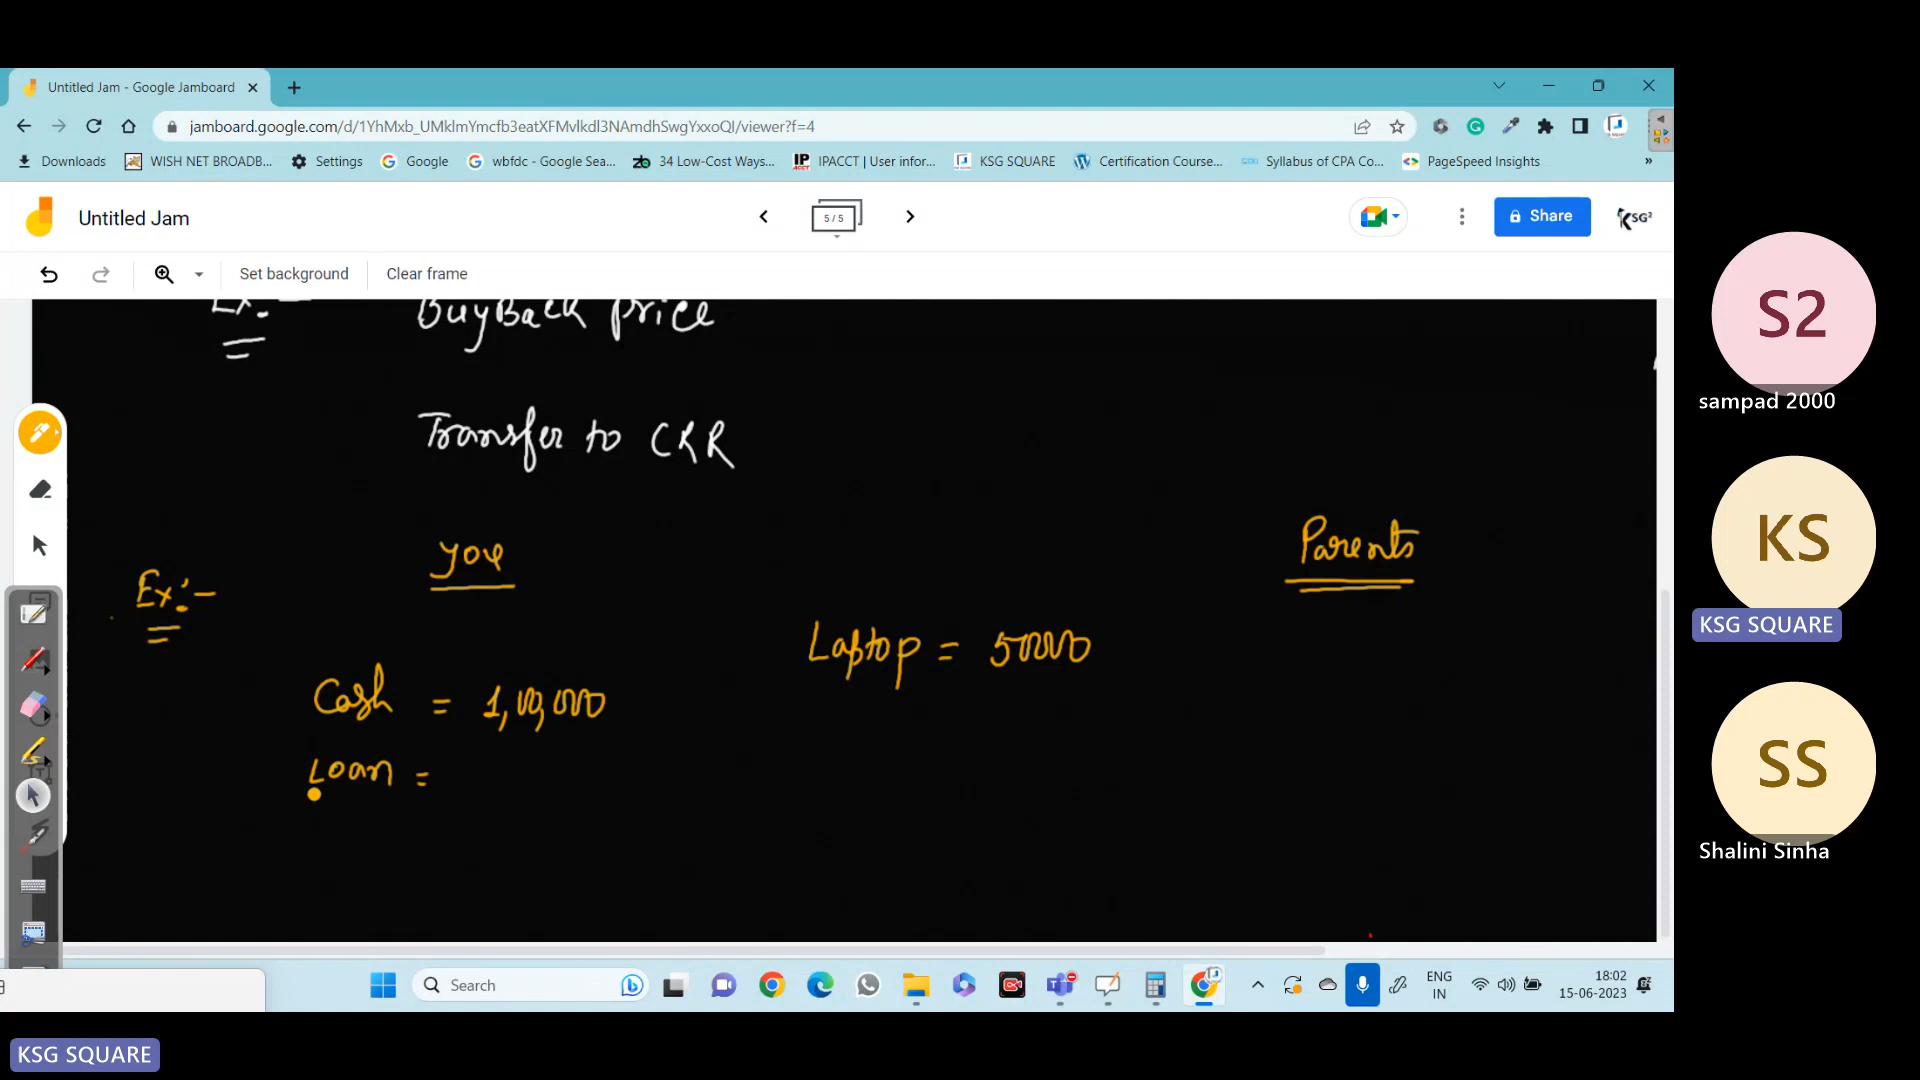 Untitled Jam - Google Jamboard
jamboard.google.com/d/1YhMxb_UMklmYmcfb3eatXFMvlkdl3NAmdhSwgYxxoQI/viewer?f=4
Downloads WISH NET BROADB... Settings Google wbfdc - Google Sea... 34 Low-Cost Ways... IPACCT | User infor... KSG SQUARE Certification Course... Syllabus of CPA Co... PageSpeed Insights »
Untitled Jam
5 / 5
Share
KSG²
Set background Clear frame
Ex:- BuyBack price
Transfer to CRR
you Parents
Ex:-
Laptop = 50000
Cash = 1,00,000
Loan =
S2
sampad 2000
KS
KSG SQUARE
SS
Shalini Sinha
Search
ENG
IN
18:02
15-06-2023
KSG SQUARE